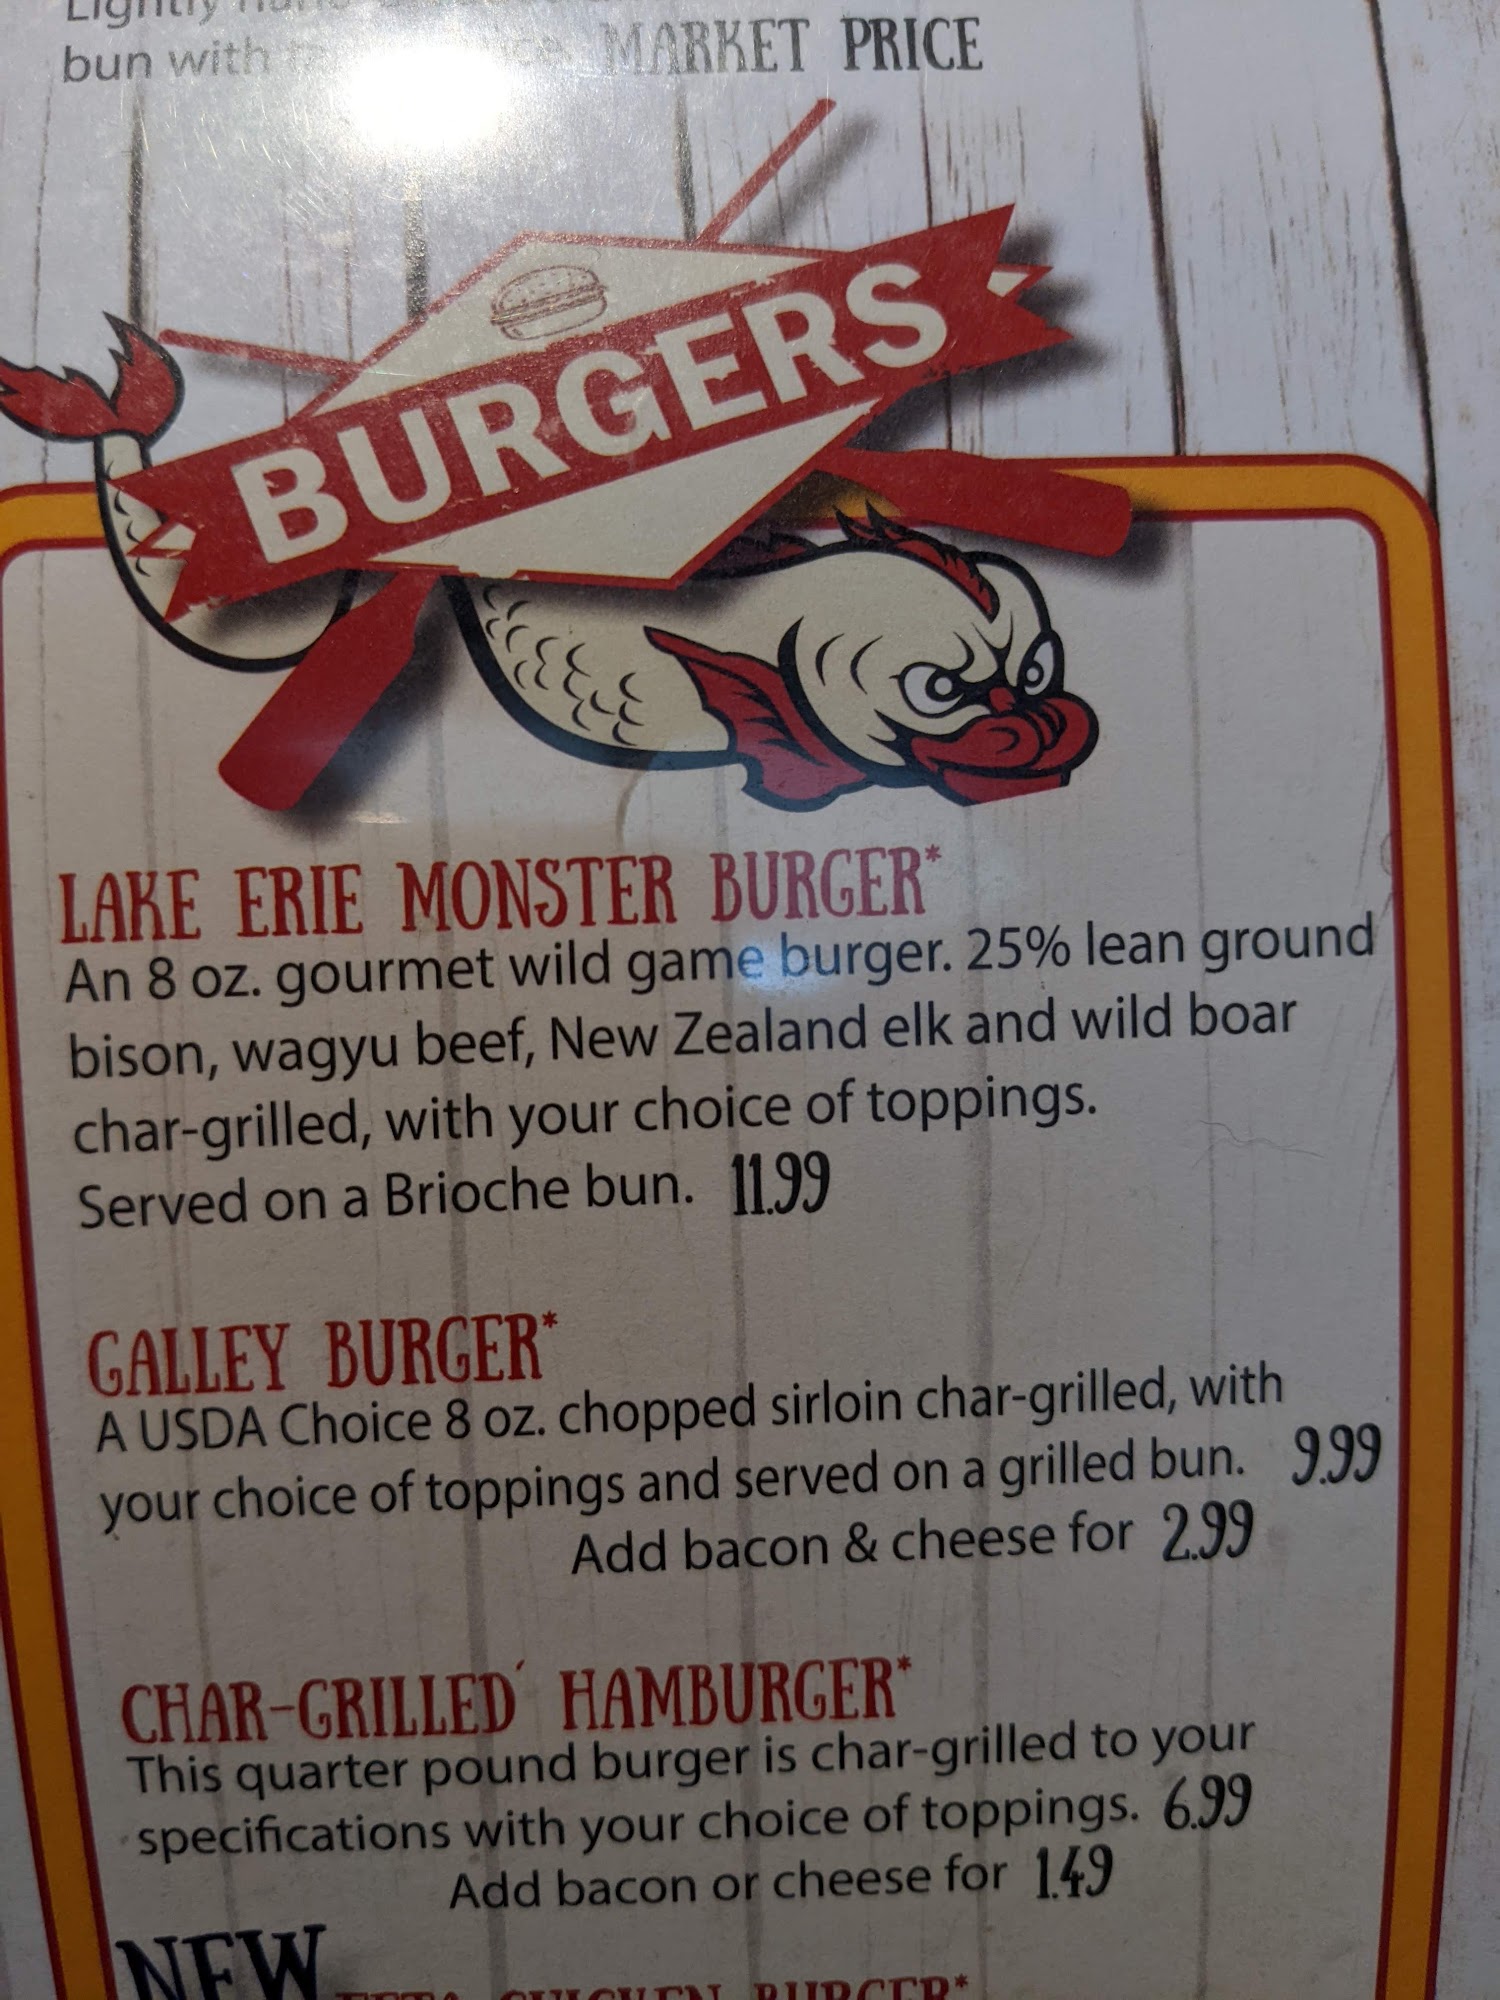 Lightly
bun with MARKET PRICE
BURGERS
LAKE ERIE MONSTER BURGER*
An 8 oz. gourmet wild game burger. 25% lean ground
bison, wagyu beef, New Zealand elk and wild boar
char-grilled, with your choice of toppings.
Served on a Brioche bun. 11.99
GALLEY BURGER*
A USDA Choice 8 oz. chopped sirloin char-grilled, with
your choice of toppings and served on a grilled bun. 9.99
Add bacon & cheese for 2.99
CHAR-GRILLED HAMBURGER*
This quarter pound burger is char-grilled to your
specifications with your choice of toppings. 6.99
Add bacon or cheese for 1.49
NEW
FETA CHICKEN BURGER*